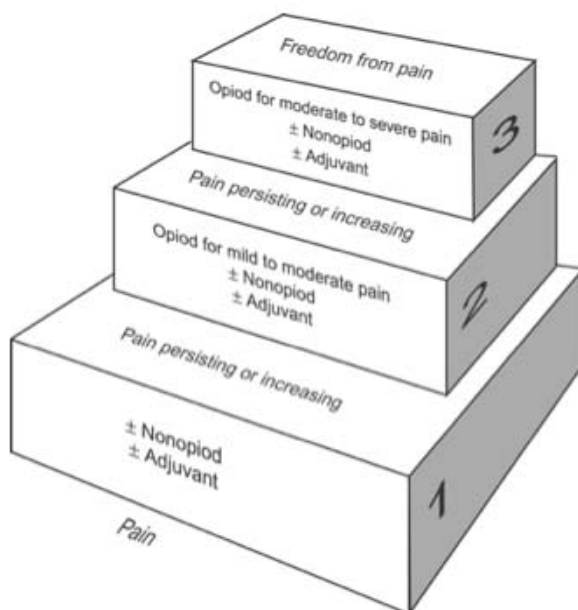 Freedom from pain
Opiod for moderate to severe pain
± Nonopiod
± Adjuvant
3
Pain persisting or increasing
Opiod for mild to moderate pain
± Nonopiod
± Adjuvant
2
Pain persisting or increasing
± Nonopiod
± Adjuvant
1
Pain